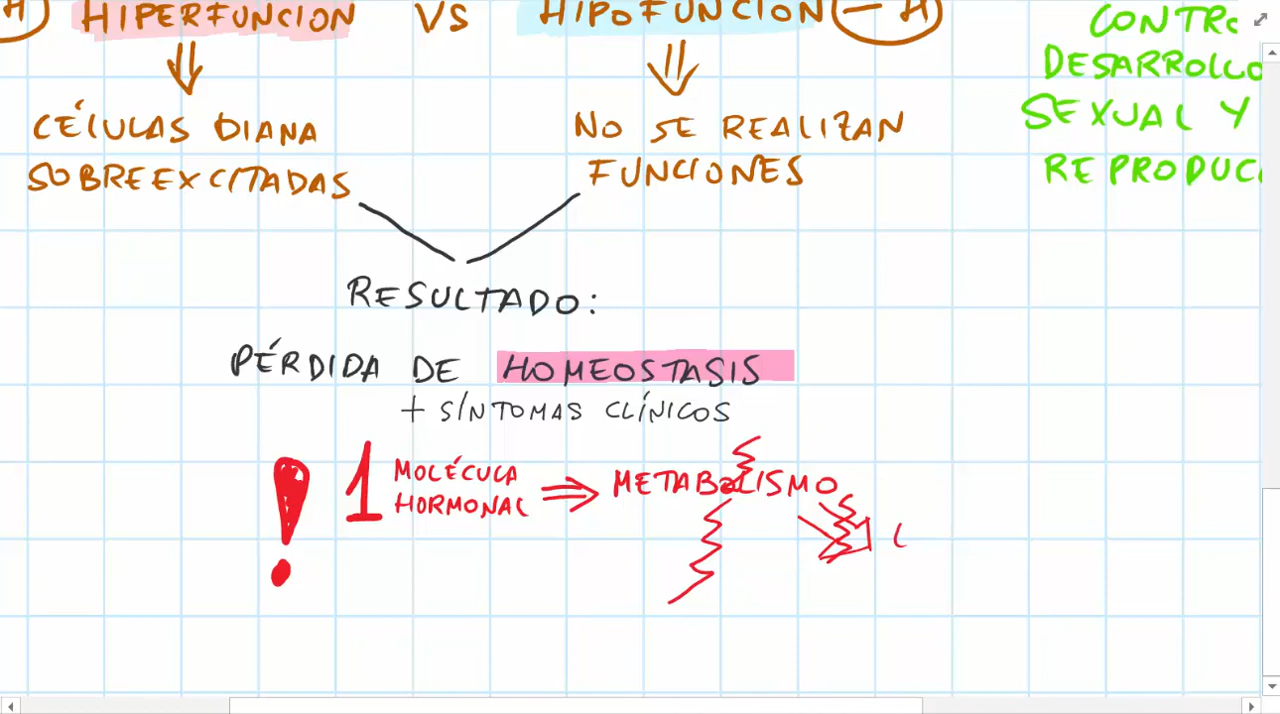 HIPERFUNCION VS HIPOFUNCION - H
CÉLULAS DIANA
SOBREEXCITADAS
NO SE REALIZAN
FUNCIONES
RESULTADO:
PÉRDIDA DE HOMEOSTASIS
+ SÍNTOMAS CLÍNICOS
! 1 MOLÉCULA
HORMONAL ⇒ METABOLISMO
DESARROLLO
SEXUAL Y